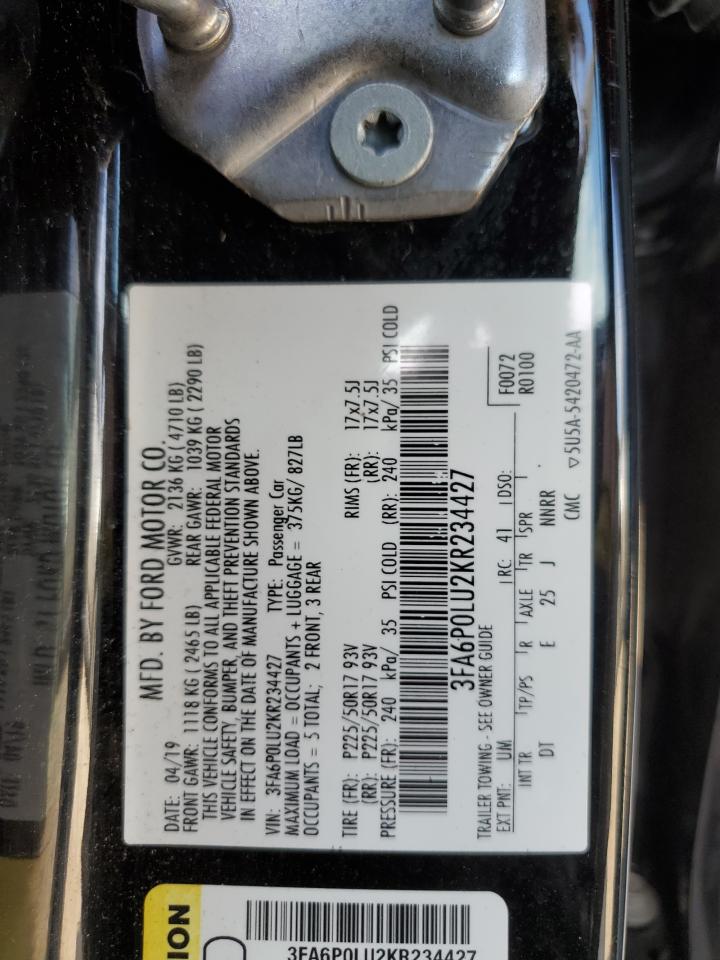 MFD. BY FORD MOTOR CO.
DATE: 04/19 GVWR: 2136 KG ( 4710 LB)
FRONT GAWR: 1118 KG ( 2465 LB) REAR GAWR: 1039 KG ( 2290 LB)
THIS VEHICLE CONFORMS TO ALL APPLICABLE FEDERAL MOTOR
VEHICLE SAFETY, BUMPER, AND THEFT PREVENTION STANDARDS
IN EFFECT ON THE DATE OF MANUFACTURE SHOWN ABOVE.
VIN: 3FA6P0LU2KR234427 TYPE: Passenger Car
MAXIMUM LOAD = OCCUPANTS + LUGGAGE = 375KG/ 827LB
OCCUPANTS = 5 TOTAL; 2 FRONT, 3 REAR
TIRE (FR): P225/50R17 93V RIMS (FR): 17x7.5J
(RR): P225/50R17 93V (RR): 17x7.5J
PRESSURE (FR): 240 kPa/ 35 PSI COLD (RR): 240 kPa/ 35 PSI COLD
3FA6P0LU2KR234427
TRAILER TOWING - SEE OWNER GUIDE
F0072
EXT PNT: UM RC: 41 DSO: R0100
INT TR TP/PS R AXLE TR SPR
DT E 25 J NNRR
CMC ▽5U5A-5420472-AA
ION
3FA6P0LU2KR234427